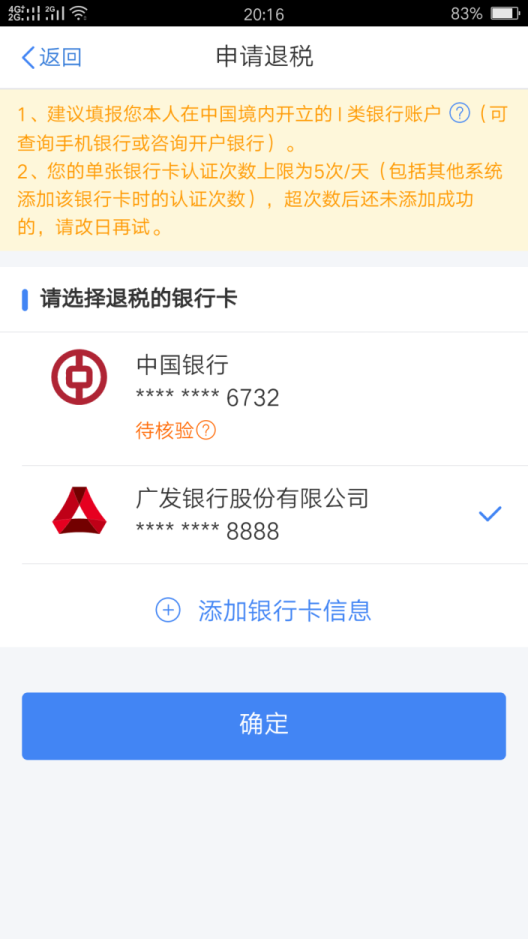 4G 2G 2G 20:16 83%
返回 申请退税
1、建议填报您本人在中国境内开立的 I 类银行账户 ?（可
查询手机银行或咨询开户银行）。
2、您的单张银行卡认证次数上限为5次/天（包括其他系统
添加该银行卡时的认证次数），超次数后还未添加成功
的，请改日再试。
请选择退税的银行卡
中国银行
**** **** 6732
待核验?
广发银行股份有限公司
**** **** 8888
添加银行卡信息
确定